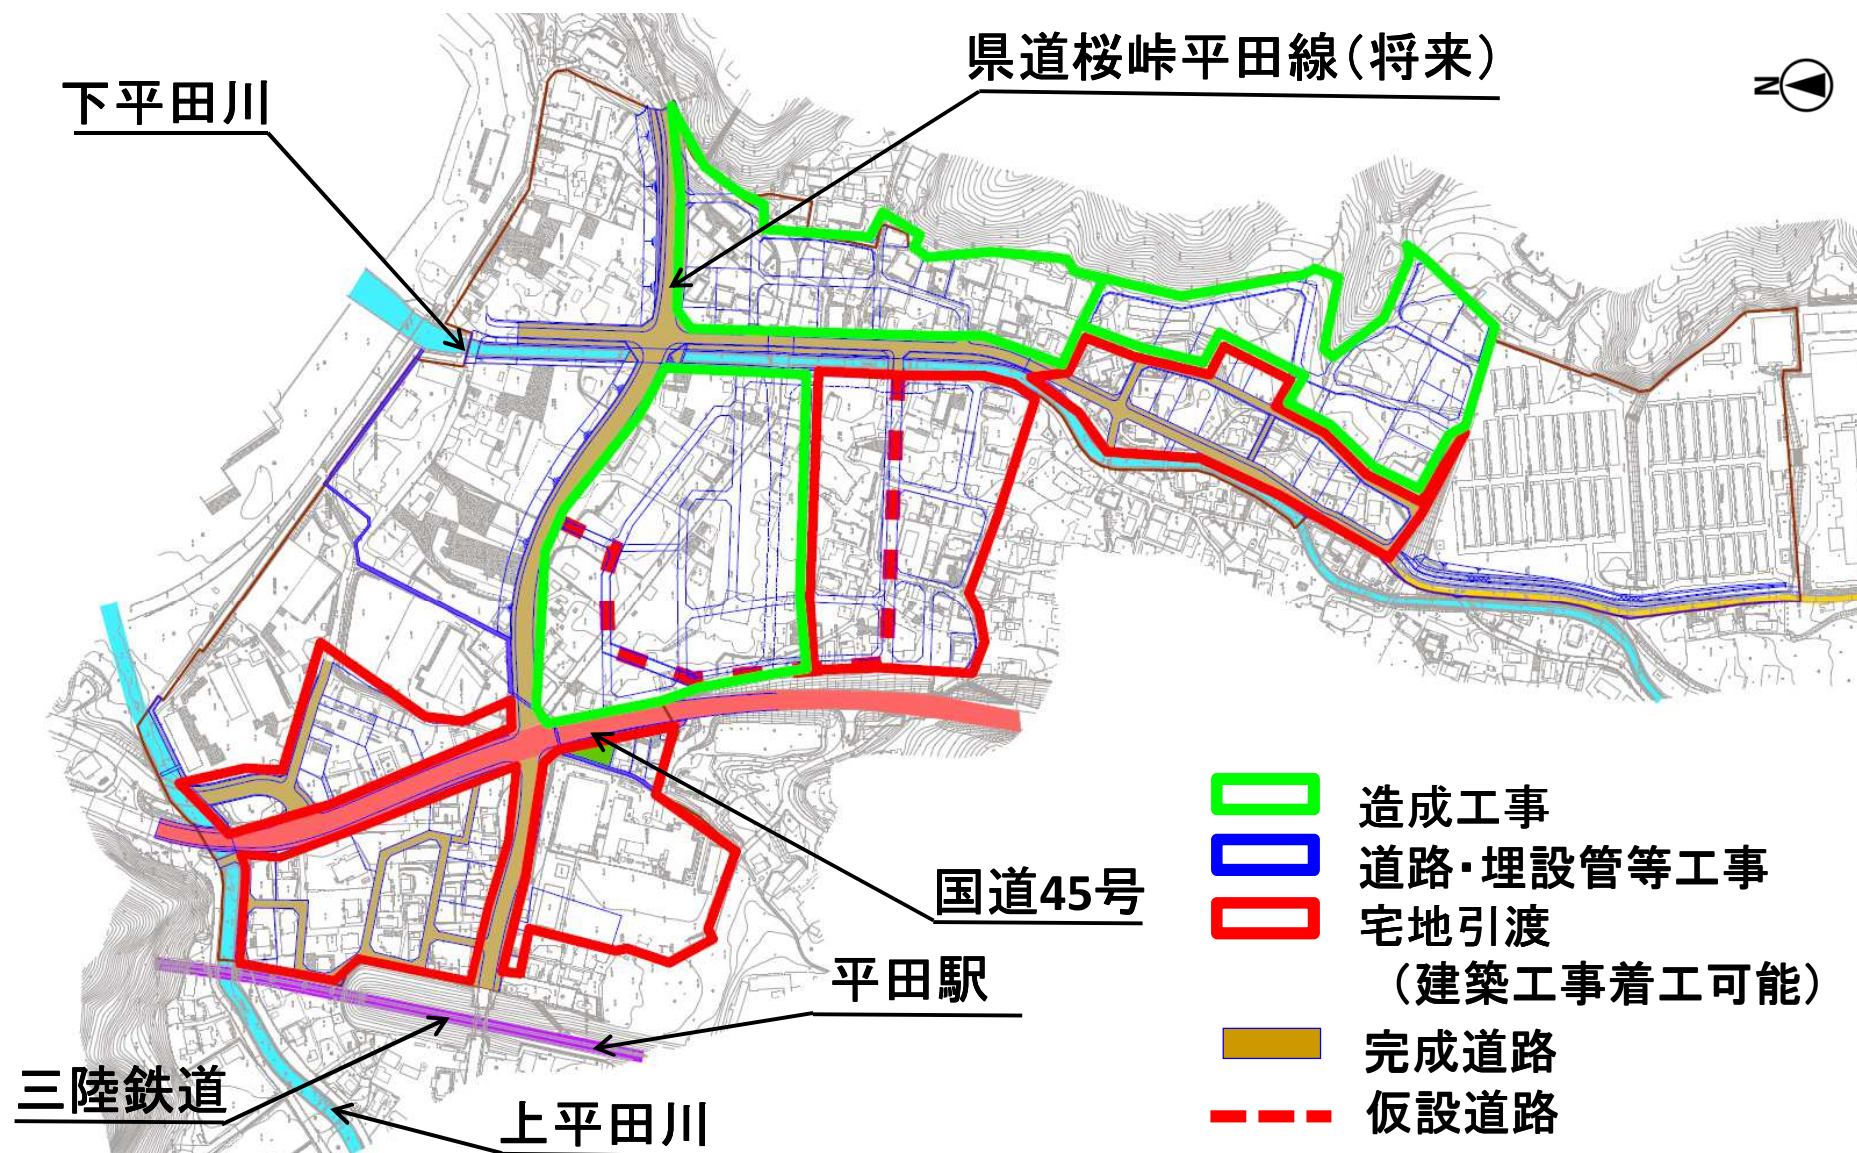 県道桜峠平田線(将来)
下平田川
N
国道45号
平田駅
三陸鉄道
上平田川
造成工事
道路・埋設管等工事
宅地引渡
(建築工事着工可能)
完成道路
仮設道路